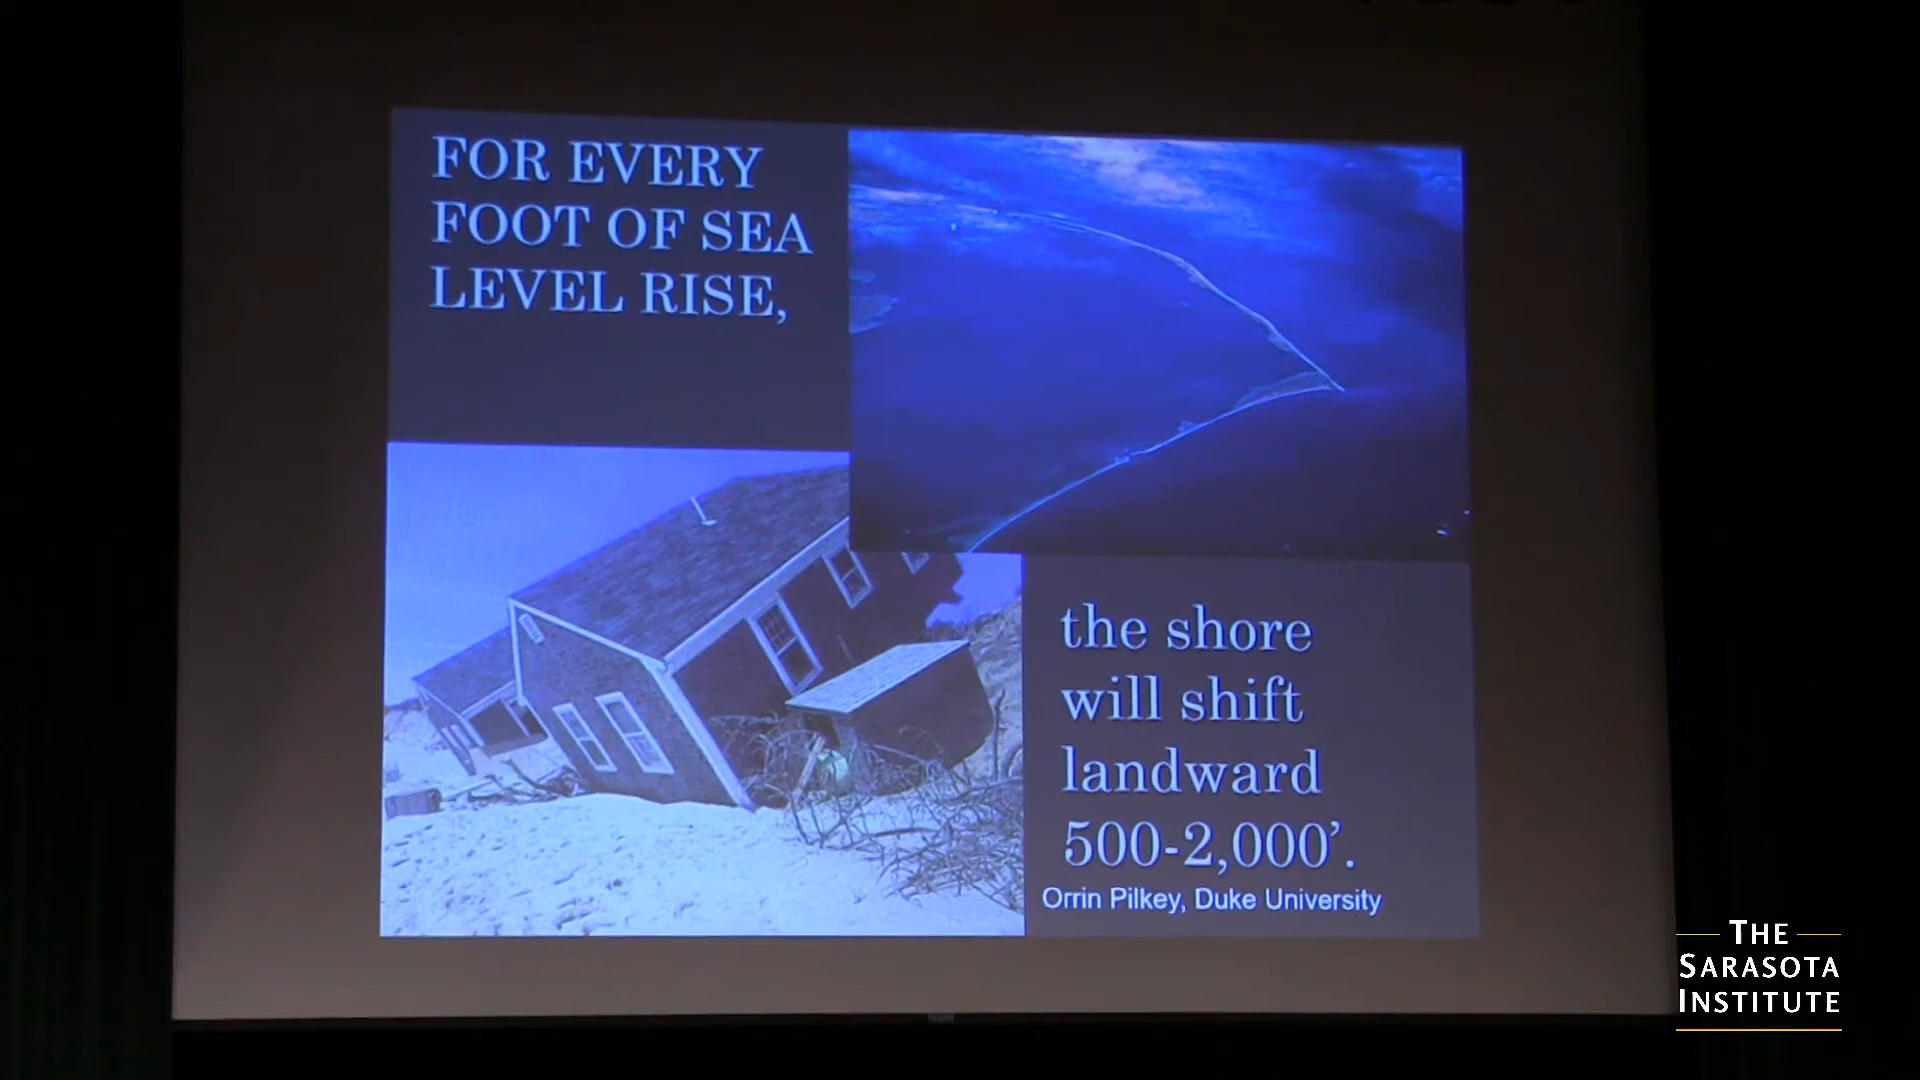 FOR EVERY
FOOT OF SEA
LEVEL RISE,
the shore
will shift
landward
500-2,000’.
Orrin Pilkey, Duke University
THE
SARASOTA
INSTITUTE